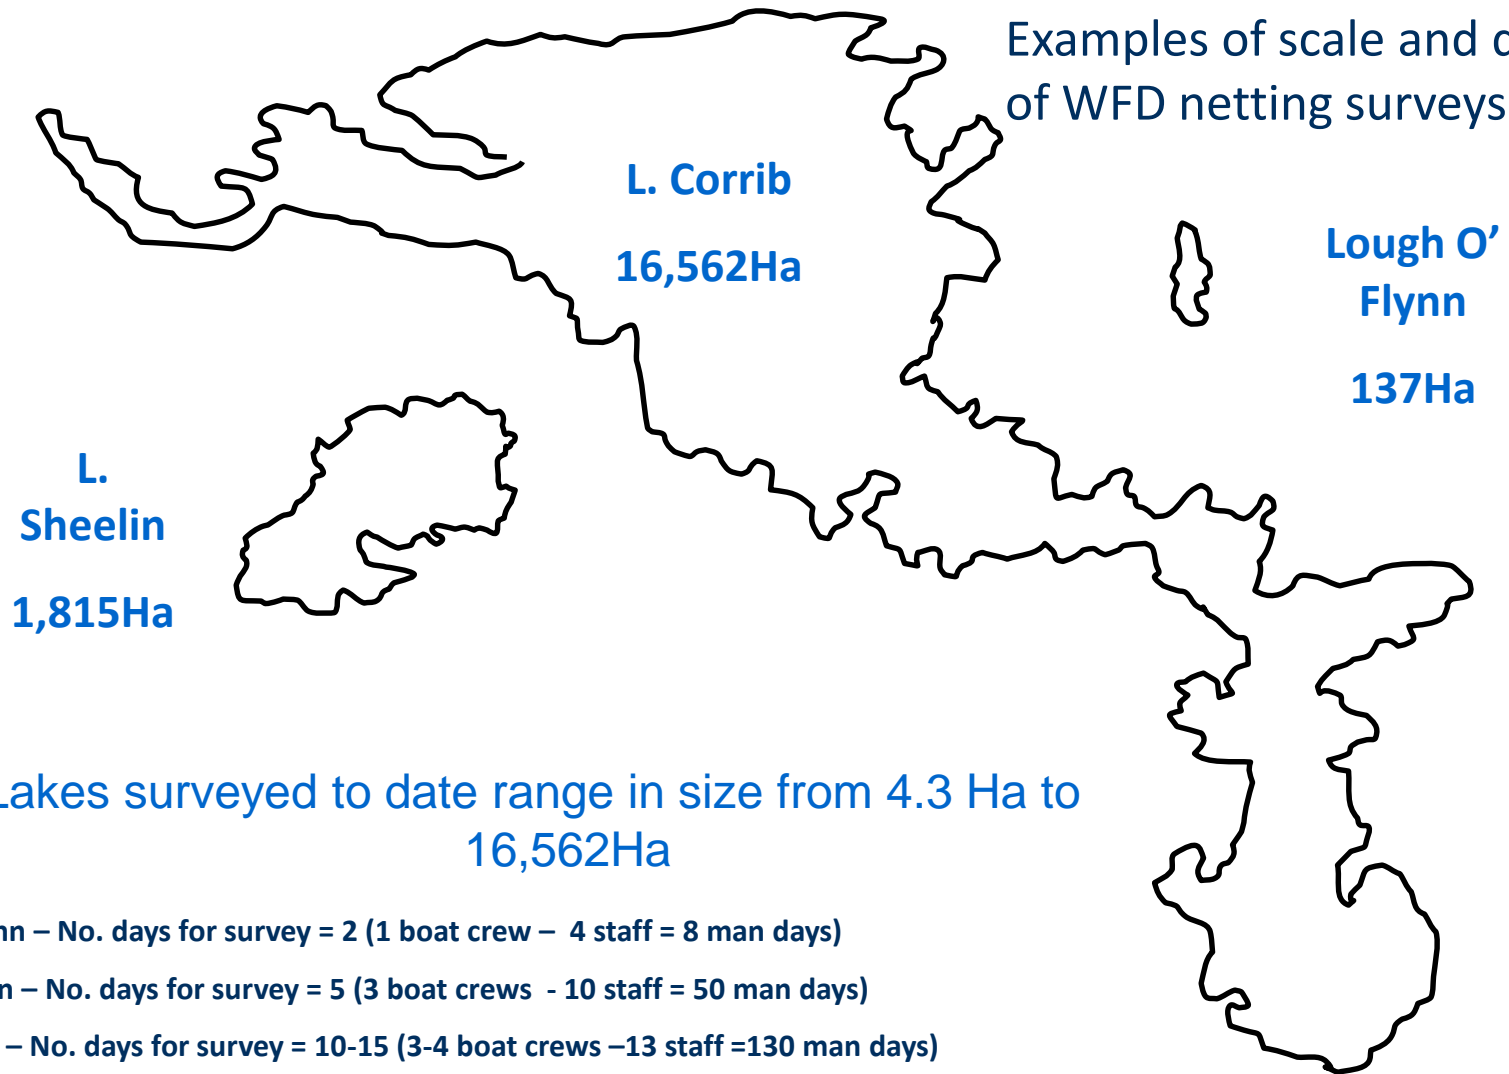 Examples of scale and
of WFD netting surveys
L. Corrib
16,562Ha
Lough O’
Flynn
137Ha
L.
Sheelin
1,815Ha
Lakes surveyed to date range in size from 4.3 Ha to
16,562Ha
– No. days for survey = 2 (1 boat crew – 4 staff = 8 man days)
– No. days for survey = 5 (3 boat crews - 10 staff = 50 man days)
– No. days for survey = 10-15 (3-4 boat crews –13 staff =130 man days)